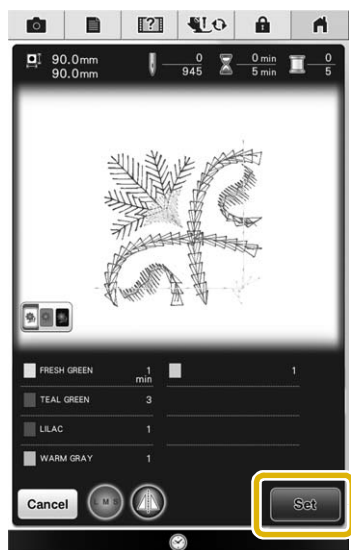 90.0mm
90.0mm
0
945
0 min
5 min
0
5
FRESH GREEN 1 min
1
TEAL GREEN 3
LILAC 1
WARM GRAY 1
Cancel
L M S
Set